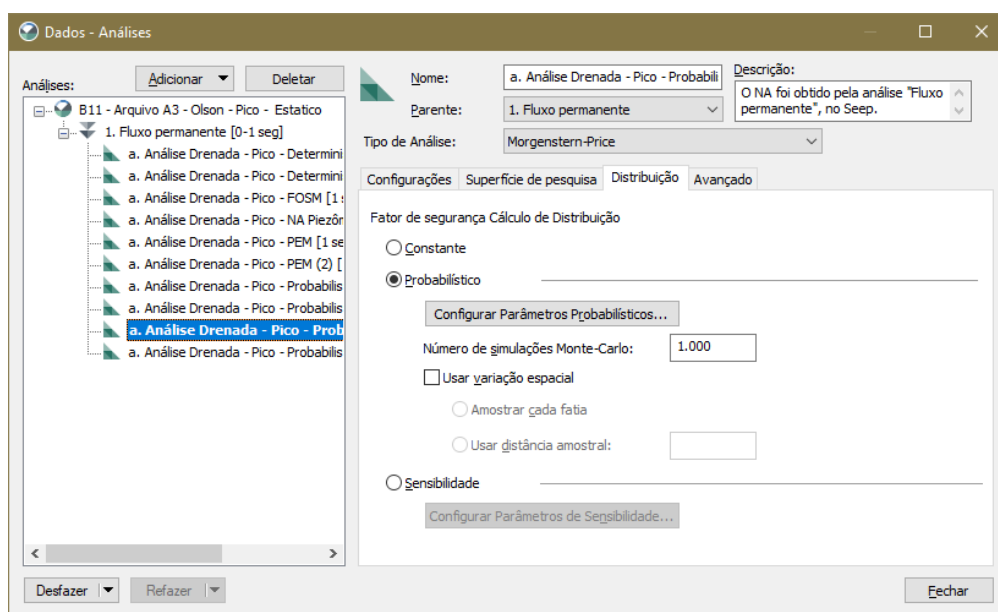 Dados - Análises
Análises:
Adicionar
Deletar
B11 - Arquivo A3 - Olson - Pico - Estatico
1. Fluxo permanente [0-1 seg]
a. Análise Drenada - Pico - Determini
a. Análise Drenada - Pico - Determini
a. Análise Drenada - Pico - FOSM [1 s
a. Análise Drenada - Pico - NA Piezôr
a. Análise Drenada - Pico - PEM [1 se
a. Análise Drenada - Pico - PEM (2) [
a. Análise Drenada - Pico - Probabilis
a. Análise Drenada - Pico - Probabilis
a. Análise Drenada - Pico - Prob
a. Análise Drenada - Pico - Probabilis
Nome:
a. Análise Drenada - Pico - Probabili
Parente:
1. Fluxo permanente
Descrição:
O NA foi obtido pela análise "Fluxo
permanente", no Seep.
Tipo de Análise:
Morgenstern-Price
Configurações
Superfície de pesquisa
Distribuição
Avançado
Fator de segurança Cálculo de Distribuição
Constante
Probabilístico
Configurar Parâmetros Probabilísticos...
Número de simulações Monte-Carlo:
1.000
Usar variação espacial
Amostrar cada fatia
Usar distância amostral:
Sensibilidade
Configurar Parâmetros de Sensibilidade...
Desfazer
Refazer
Fechar